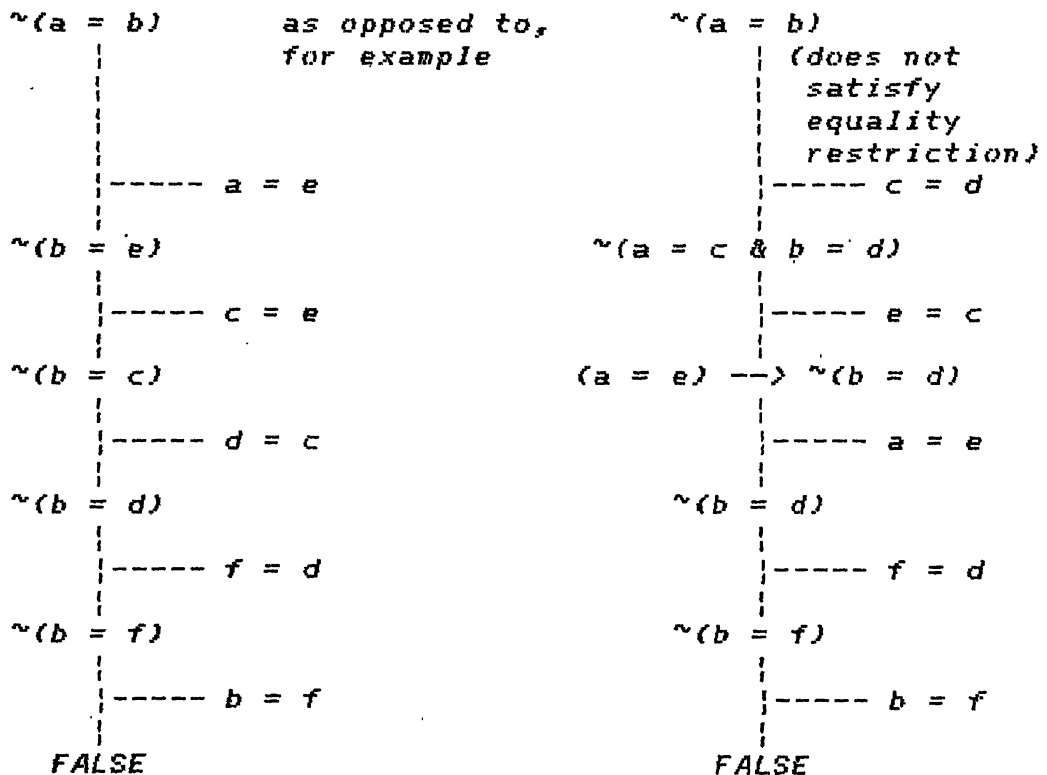 ~(a = b) as opposed to, ~(a = b)
for example (does not
satisfy
equality
restriction)
----- a = e ----- c = d
~(b = e) ~(a = c & b = d)
----- c = e ----- e = c
~(b = c) (a = e) --> ~(b = d)
----- d = c ----- a = e
~(b = d) ~(b = d)
----- f = d ----- f = d
~(b = f) ~(b = f)
----- b = f ----- b = f
FALSE FALSE